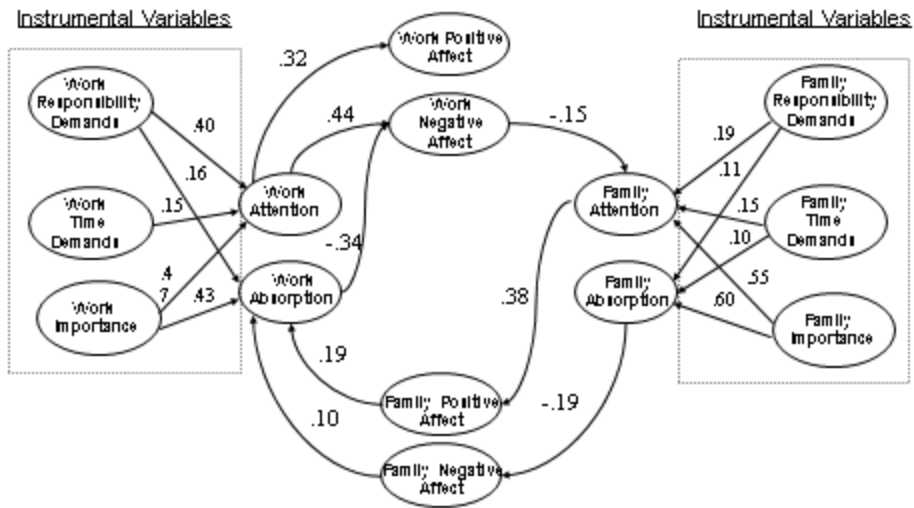 Instrumental Variables
Instrumental Variables
Work Positive
Affect
.32
Work
Responsibility
Demands
Work
Negative
Affect
Family
Responsibility
Demands
.44
-.15
.40
.19
.16
.11
Work
Attention
Family
Attention
Work
Time
Demands
.15
.15
Family
Time
Demands
.10
-.34
Work
Absorption
Family
Absorption
.4
7
.43
.55
.60
Work
Importance
Family
Importance
.38
.19
Family Positive
Affect
-.19
.10
Family Negative
Affect